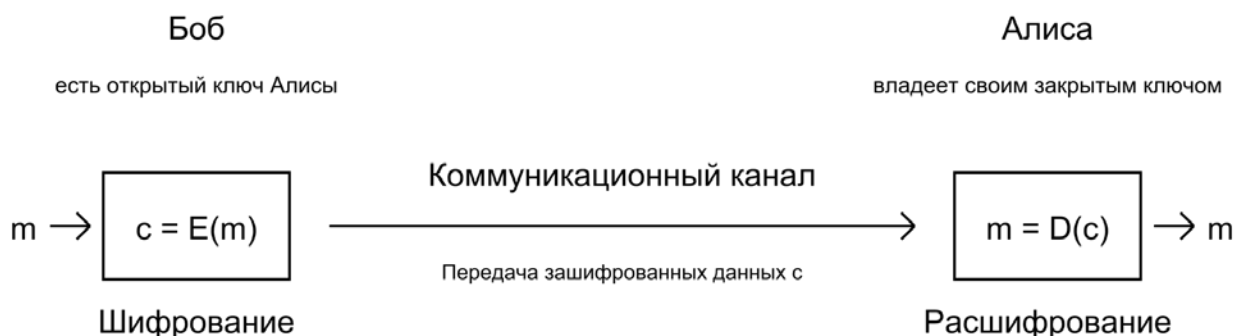 Боб
Алиса
есть открытый ключ Алисы
владеет своим закрытым ключом
Коммуникационный канал
m
c = E(m)
m = D(c)
m
Передача зашифрованных данных c
Шифрование
Расшифрование